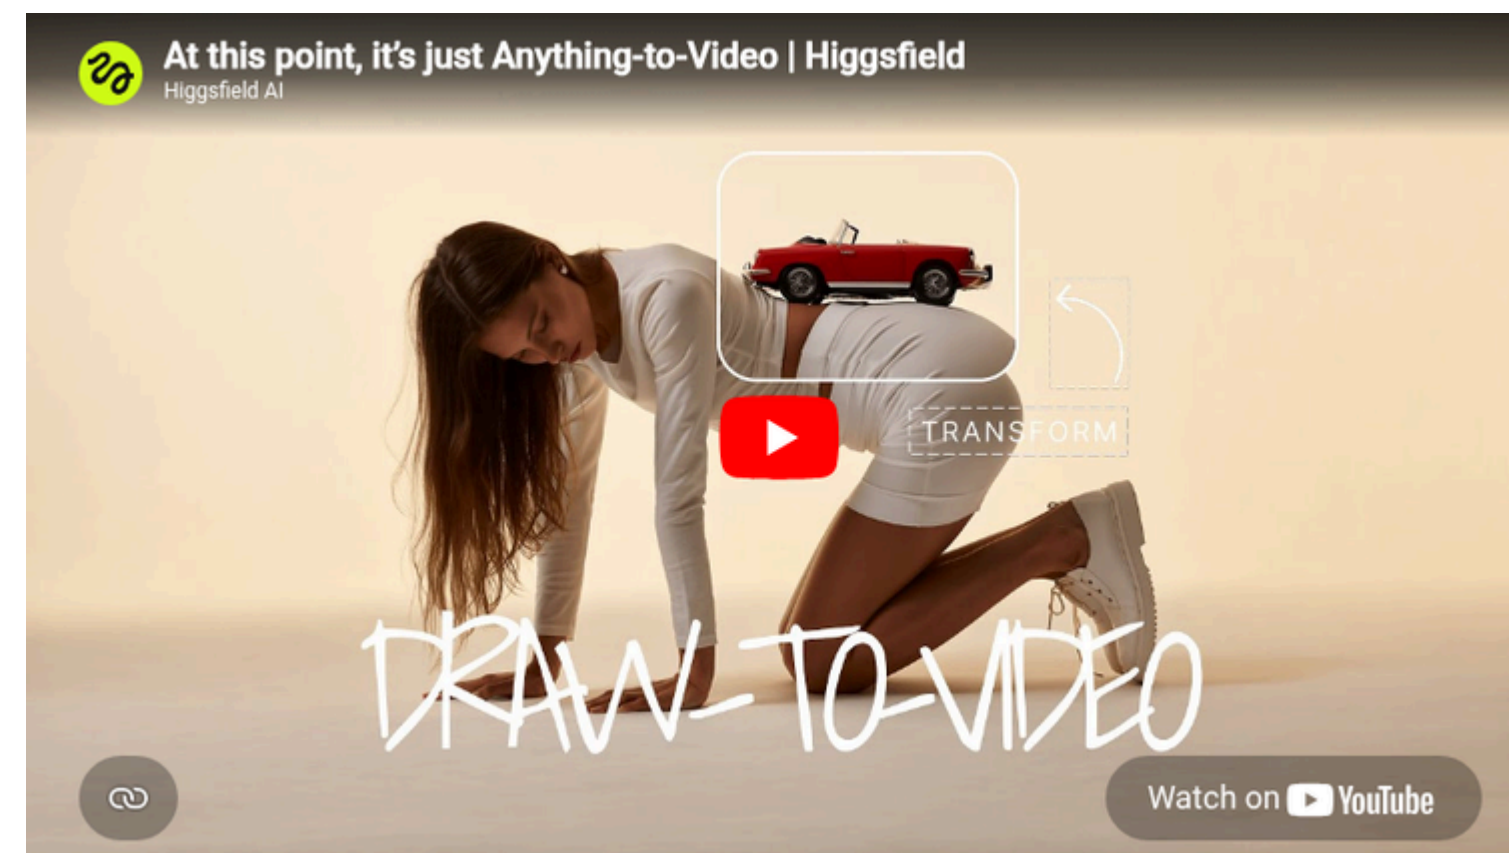 At this point, it’s just Anything-to-Video | Higgsfield
Higgsfield AI
TRANSFORM
DRAW-TO-VIDEO
Watch on YouTube